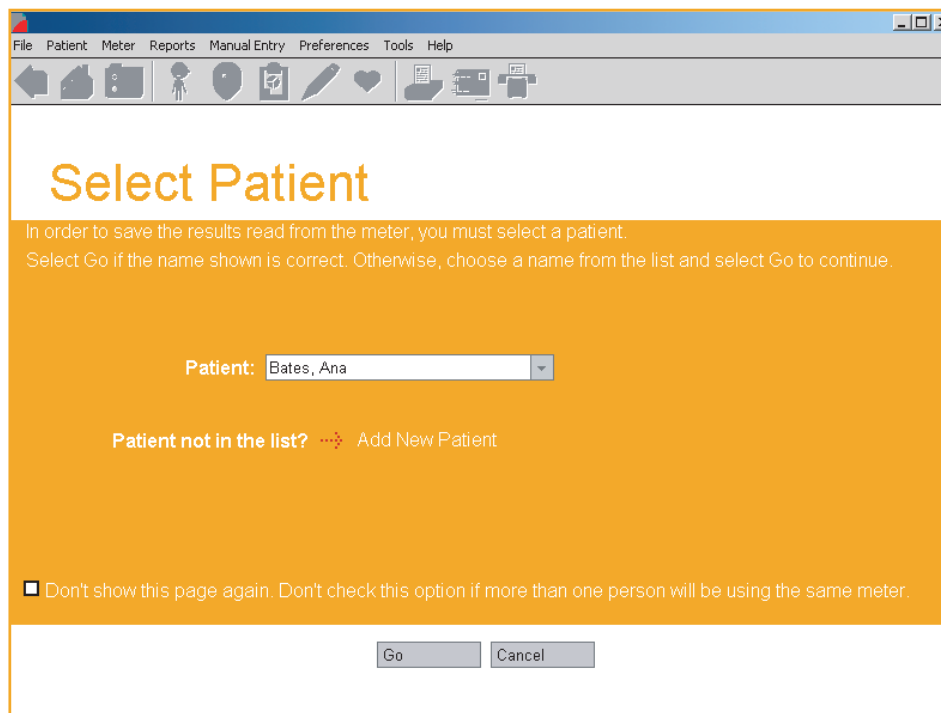 File Patient Meter Reports Manual Entry Preferences Tools Help
Select Patient
In order to save the results read from the meter, you must select a patient.
Select Go if the name shown is correct. Otherwise, choose a name from the list and select Go to continue.
Patient: Bates, Ana
Patient not in the list? Add New Patient
Don't show this page again. Don't check this option if more than one person will be using the same meter.
Go Cancel